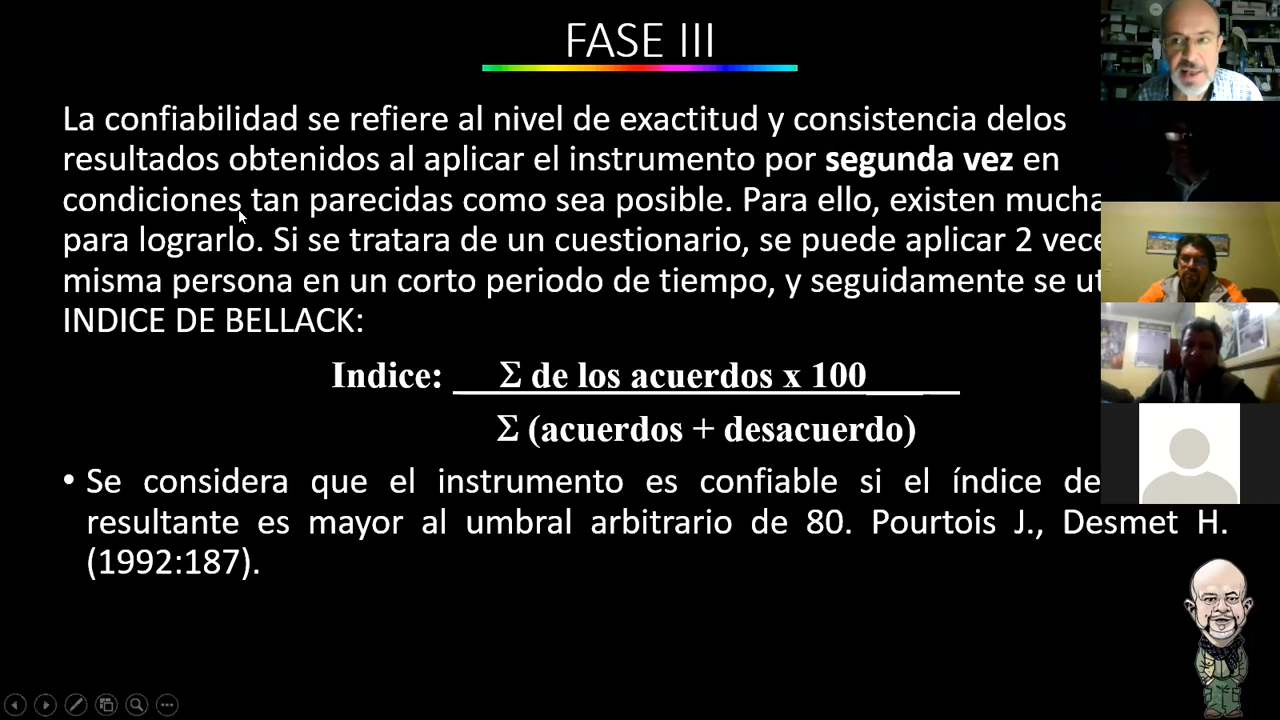 FASE III
La confiabilidad se refiere al nivel de exactitud y consistencia delos
resultados obtenidos al aplicar el instrumento por segunda vez en
condiciones tan parecidas como sea posible. Para ello, existen
para lograrlo. Si se tratara de un cuestionario, se puede aplicar 2
misma persona en un corto periodo de tiempo, y seguidamente se
INDICE DE BELLACK:
Indice: Σ de los acuerdos x 100
Σ (acuerdos + desacuerdo)
• Se considera que el instrumento es confiable si el índice de
resultante es mayor al umbral arbitrario de 80. Pourtois J., Desmet H.
(1992:187).